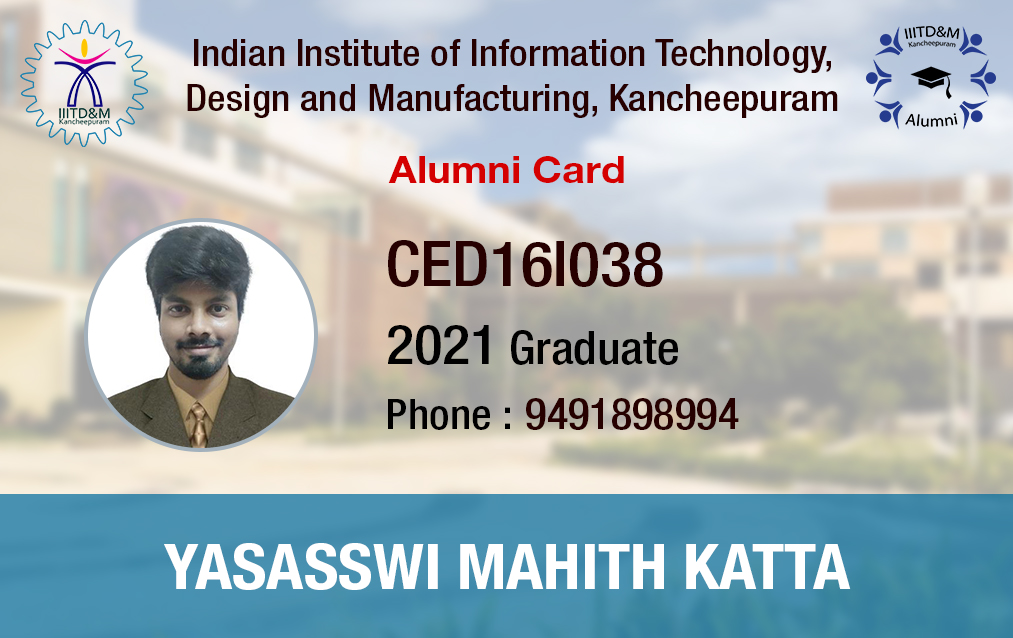 Indian Institute of Information Technology,
Design and Manufacturing, Kancheepuram
IIITD&M
Kancheepuram
IIITD&M
Kancheepuram
Alumni
Alumni Card
CED16I038
2021 Graduate
Phone : 9491898994
YASASSWI MAHITH KATTA